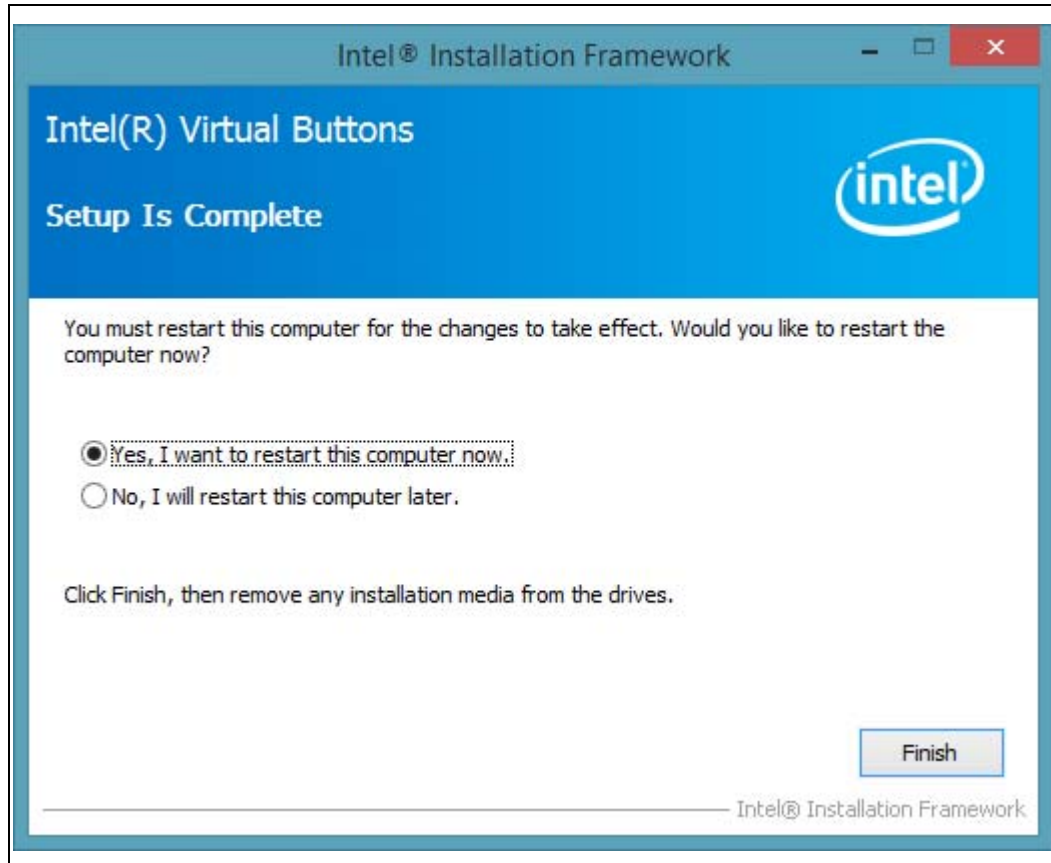 Intel® Installation Framework
Intel(R) Virtual Buttons
intel
Setup Is Complete
You must restart this computer for the changes to take effect. Would you like to restart the
computer now?
Yes, I want to restart this computer now.
No, I will restart this computer later.
Click Finish, then remove any installation media from the drives.
Finish
Intel® Installation Framework